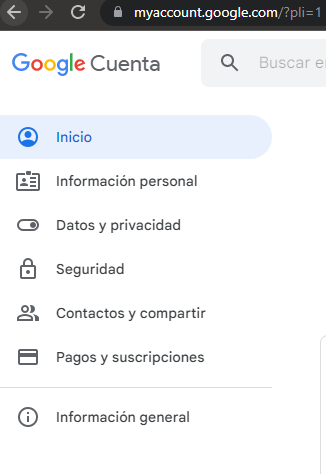 myaccount.google.com/?pli=1
Google Cuenta
Buscar
Inicio
Información personal
Datos y privacidad
Seguridad
Contactos y compartir
Pagos y suscripciones
Información general